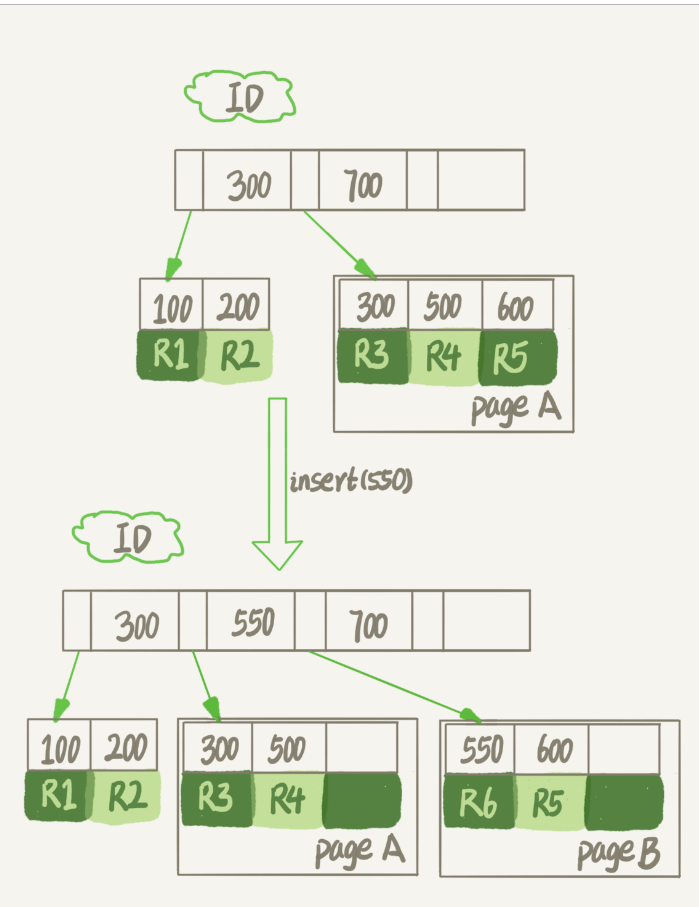 ID
300 700
100 200 300 500 600
R1 R2 R3 R4 R5
page A
insert(550)
ID
300 550 700
100 200 300 500 550 600
R1 R2 R3 R4 R6 R5
page A page B